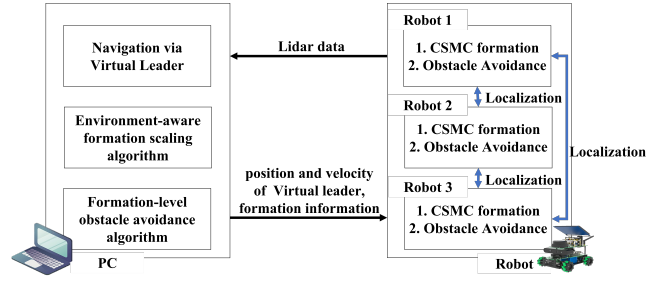 Navigation via
Virtual Leader
Environment-aware
formation scaling
algorithm
Formation-level
obstacle avoidance
algorithm
PC
Lidar data
position and velocity
of Virtual leader,
formation information
Robot 1
1. CSMC formation
2. Obstacle Avoidance
Localization
Robot 2
1. CSMC formation
2. Obstacle Avoidance
Localization
Localization
Robot 3
1. CSMC formation
2. Obstacle Avoidance
Robot